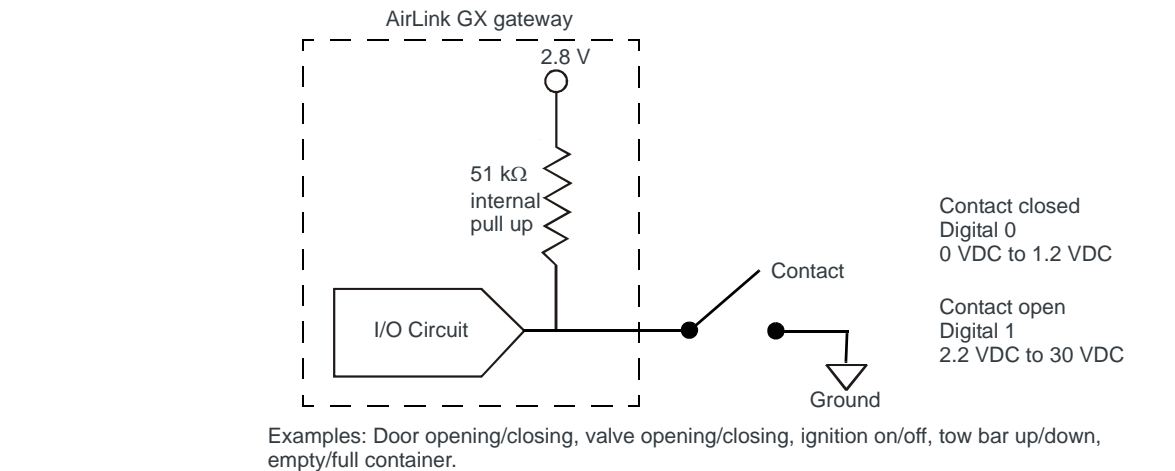 AirLink GX gateway
2.8 V
51 kΩ
internal
pull up
I/O Circuit
Contact
Ground
Contact closed
Digital 0
0 VDC to 1.2 VDC
Contact open
Digital 1
2.2 VDC to 30 VDC
Examples: Door opening/closing, valve opening/closing, ignition on/off, tow bar up/down,
empty/full container.